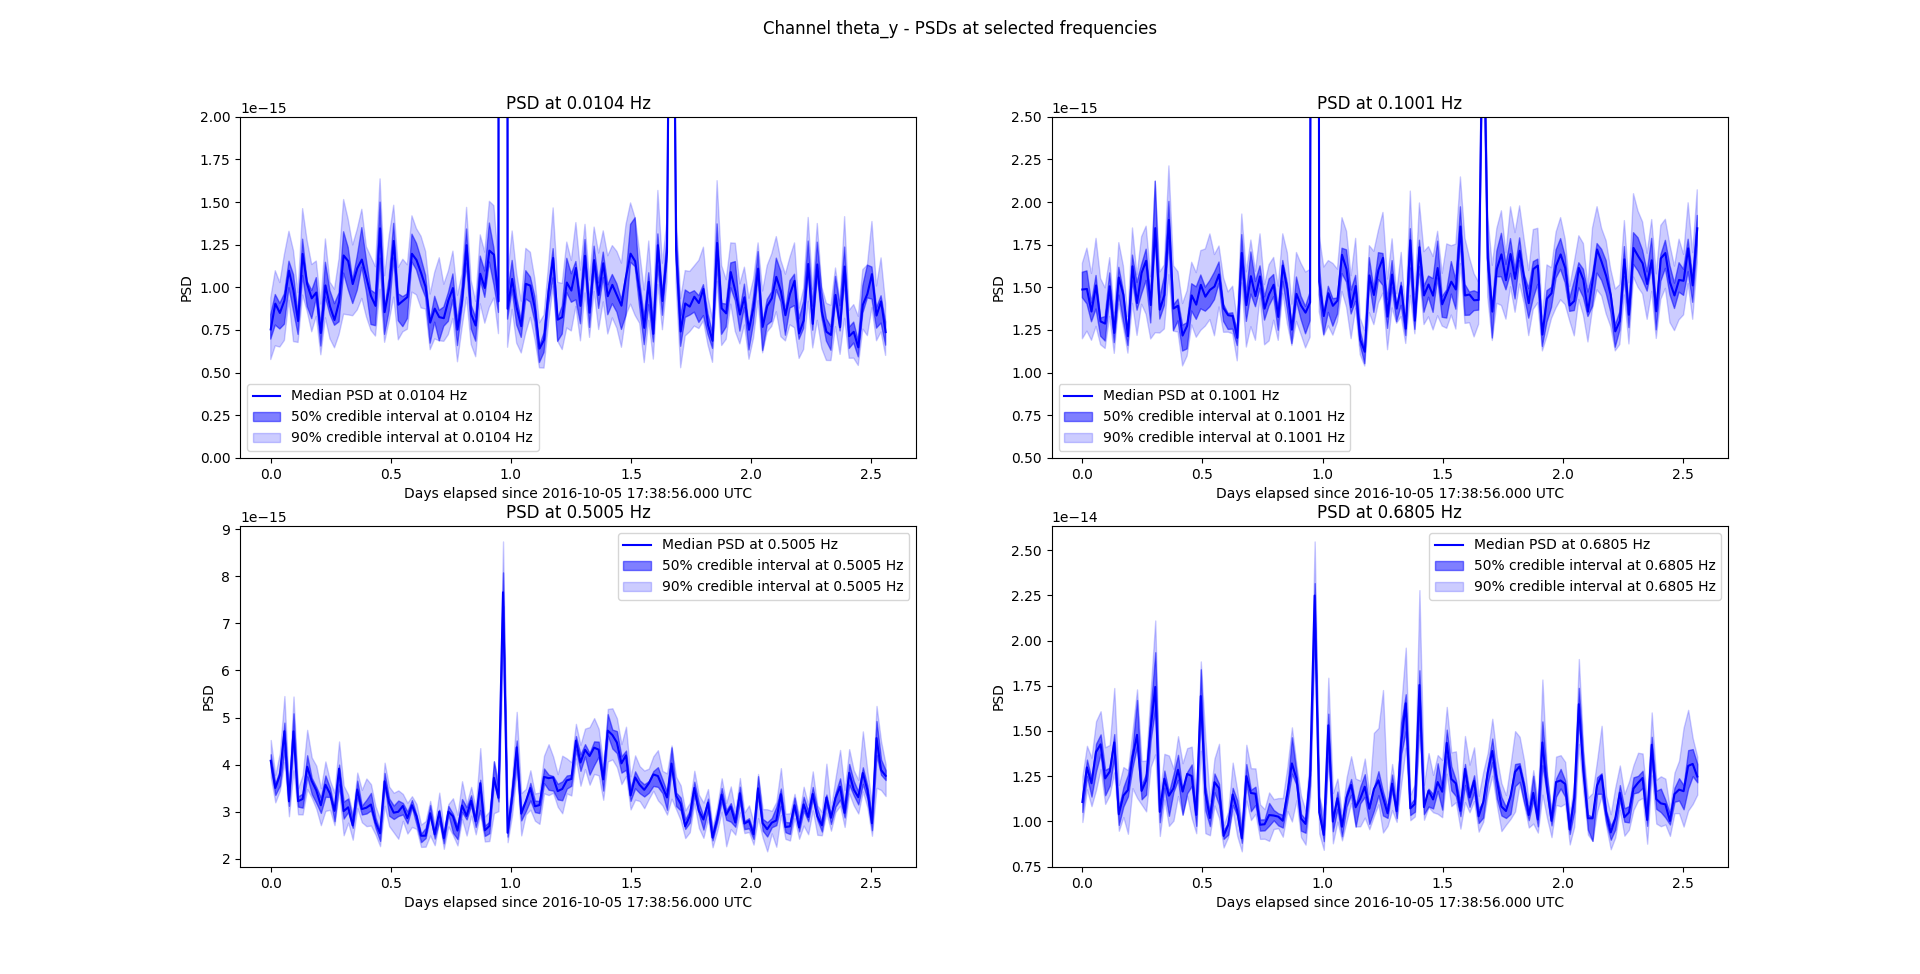 Channel theta_y - PSDs at selected frequencies
PSD at 0.0104 Hz
1e−15
2.00
1.75
1.50
1.25
1.00
0.75
0.50
0.25
0.00
PSD
Median PSD at 0.0104 Hz
50% credible interval at 0.0104 Hz
90% credible interval at 0.0104 Hz
0.0 0.5 1.0 1.5 2.0 2.5
Days elapsed since 2016-10-05 17:38:56.000 UTC
PSD at 0.1001 Hz
1e−15
2.50
2.25
2.00
1.75
1.50
1.25
1.00
0.75
0.50
PSD
Median PSD at 0.1001 Hz
50% credible interval at 0.1001 Hz
90% credible interval at 0.1001 Hz
0.0 0.5 1.0 1.5 2.0 2.5
Days elapsed since 2016-10-05 17:38:56.000 UTC
PSD at 0.5005 Hz
1e−15
9
8
7
6
5
4
3
2
PSD
Median PSD at 0.5005 Hz
50% credible interval at 0.5005 Hz
90% credible interval at 0.5005 Hz
0.0 0.5 1.0 1.5 2.0 2.5
Days elapsed since 2016-10-05 17:38:56.000 UTC
PSD at 0.6805 Hz
1e−14
2.50
2.25
2.00
1.75
1.50
1.25
1.00
0.75
PSD
Median PSD at 0.6805 Hz
50% credible interval at 0.6805 Hz
90% credible interval at 0.6805 Hz
0.0 0.5 1.0 1.5 2.0 2.5
Days elapsed since 2016-10-05 17:38:56.000 UTC